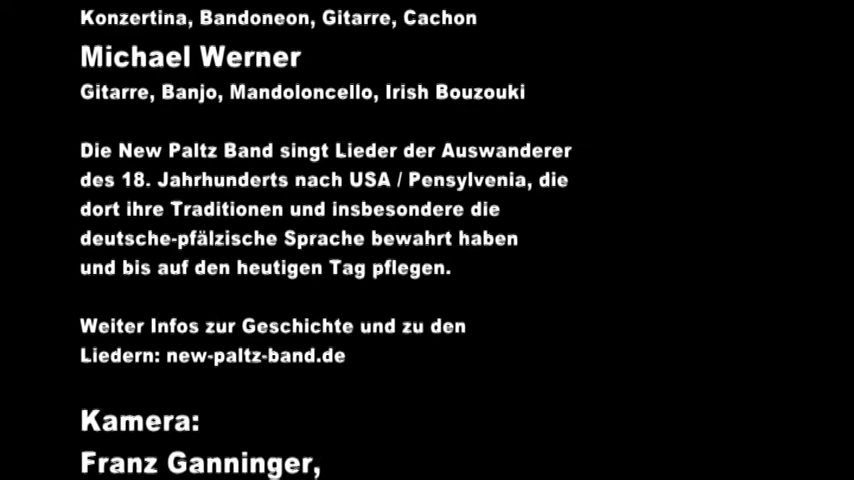 Konzertina, Bandoneon, Gitarre, Cachon
Michael Werner
Gitarre, Banjo, Mandoloncello, Irish Bouzouki
Die New Paltz Band singt Lieder der Auswanderer
des 18. Jahrhunderts nach USA / Pensylvenia, die
dort ihre Traditionen und insbesondere die
deutsche-pfälzische Sprache bewahrt haben
und bis auf den heutigen Tag pflegen.
Weiter Infos zur Geschichte und zu den
Liedern: new-paltz-band.de
Kamera:
Franz Ganninger,